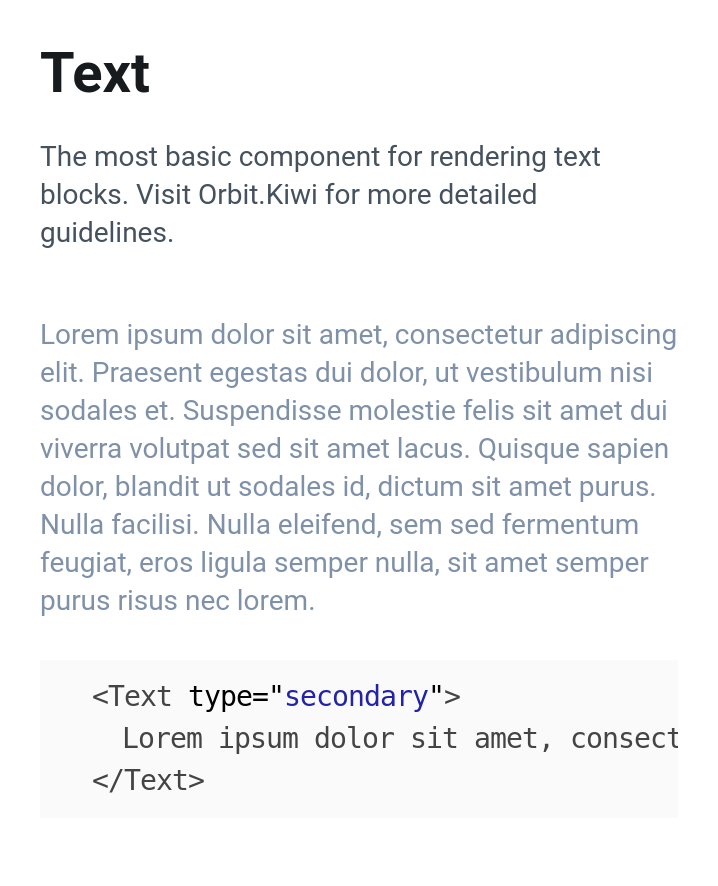 Text
The most basic component for rendering text
blocks. Visit Orbit.Kiwi for more detailed
guidelines.
Lorem ipsum dolor sit amet, consectetur adipiscing
elit. Praesent egestas dui dolor, ut vestibulum nisi
sodales et. Suspendisse molestie felis sit amet dui
viverra volutpat sed sit amet lacus. Quisque sapien
dolor, blandit ut sodales id, dictum sit amet purus.
Nulla facilisi. Nulla eleifend, sem sed fermentum
feugiat, eros ligula semper nulla, sit amet semper
purus risus nec lorem.
<Text type="secondary">
Lorem ipsum dolor sit amet, consect
</Text>